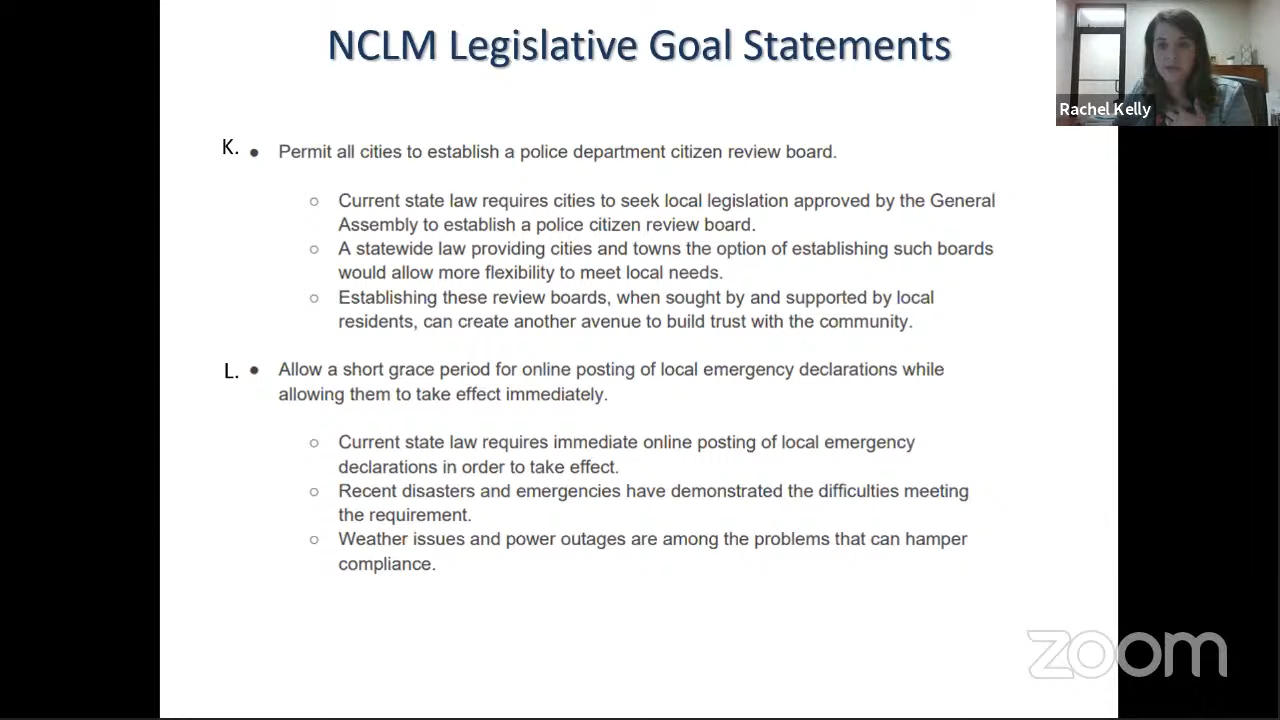 NCLM Legislative Goal Statements
Rachel Kelly
K. • Permit all cities to establish a police department citizen review board.
○ Current state law requires cities to seek local legislation approved by the General
Assembly to establish a police citizen review board.
○ A statewide law providing cities and towns the option of establishing such boards
would allow more flexibility to meet local needs.
○ Establishing these review boards, when sought by and supported by local
residents, can create another avenue to build trust with the community.
L. • Allow a short grace period for online posting of local emergency declarations while
allowing them to take effect immediately.
○ Current state law requires immediate online posting of local emergency
declarations in order to take effect.
○ Recent disasters and emergencies have demonstrated the difficulties meeting
the requirement.
○ Weather issues and power outages are among the problems that can hamper
compliance.
zoom